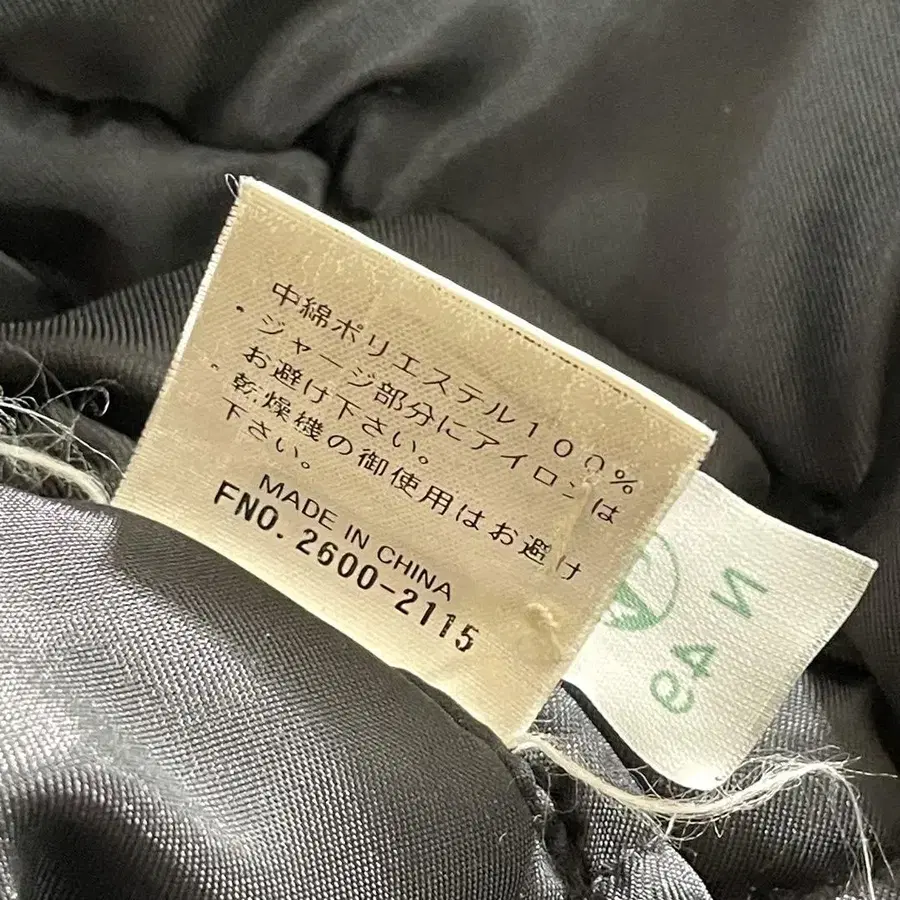 中綿ポリエステル100%
・ジャージ部分にアイロンは
お避け下さい。
・乾燥機の御使用はお避け
下さい。
MADE IN CHINA
FNO. 2600-2115
N 49